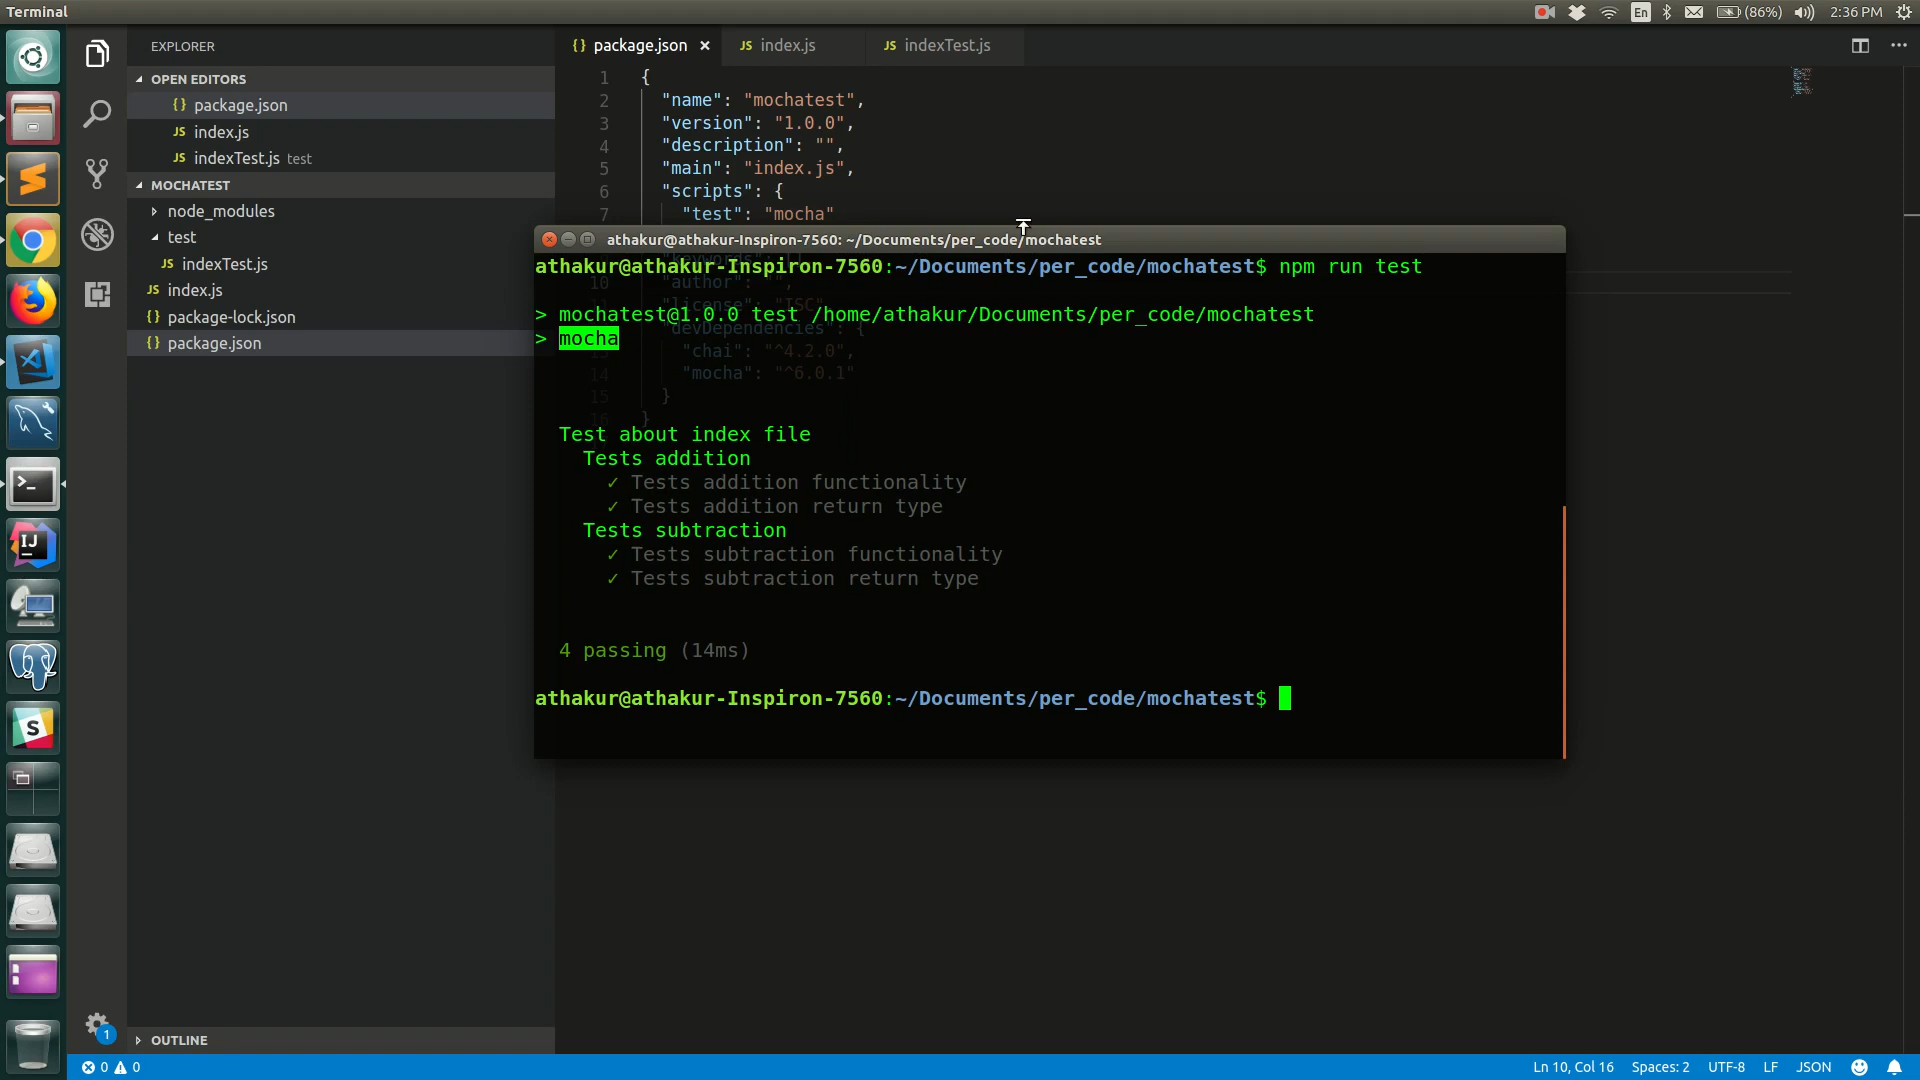 Terminal
En
(86%)
2:36 PM
EXPLORER
OPEN EDITORS
{} package.json
JS index.js
JS indexTest.js test
MOCHATEST
node_modules
test
JS indexTest.js
JS index.js
{} package-lock.json
{} package.json
OUTLINE
{} package.json ×
JS index.js
JS indexTest.js
1 {
2 "name": "mochatest",
3 "version": "1.0.0",
4 "description": "",
5 "main": "index.js",
6 "scripts": {
7 "test": "mocha"
athakur@athakur-Inspiron-7560: ~/Documents/per_code/mochatest
athakur@athakur-Inspiron-7560:~/Documents/per_code/mochatest$ npm run test
"keywords": [],
10 "author": "",
"license": "ISC",
"devDependencies": {
"chai": "^4.2.0",
14 "mocha": "^6.0.1"
15 }
16 }
> mochatest@1.0.0 test /home/athakur/Documents/per_code/mochatest
> mocha
Test about index file
Tests addition
✓ Tests addition functionality
✓ Tests addition return type
Tests subtraction
✓ Tests subtraction functionality
✓ Tests subtraction return type
4 passing (14ms)
athakur@athakur-Inspiron-7560:~/Documents/per_code/mochatest$
IJ
S
1
0 0
Ln 10, Col 16
Spaces: 2
UTF-8
LF
JSON